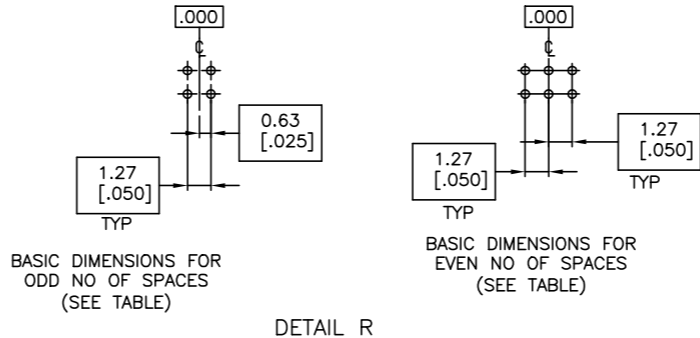 .000
℄
0.63
[.025]
1.27
[.050]
TYP
BASIC DIMENSIONS FOR
ODD NO OF SPACES
(SEE TABLE)
.000
℄
1.27
[.050]
TYP
1.27
[.050]
TYP
BASIC DIMENSIONS FOR
EVEN NO OF SPACES
(SEE TABLE)
DETAIL R